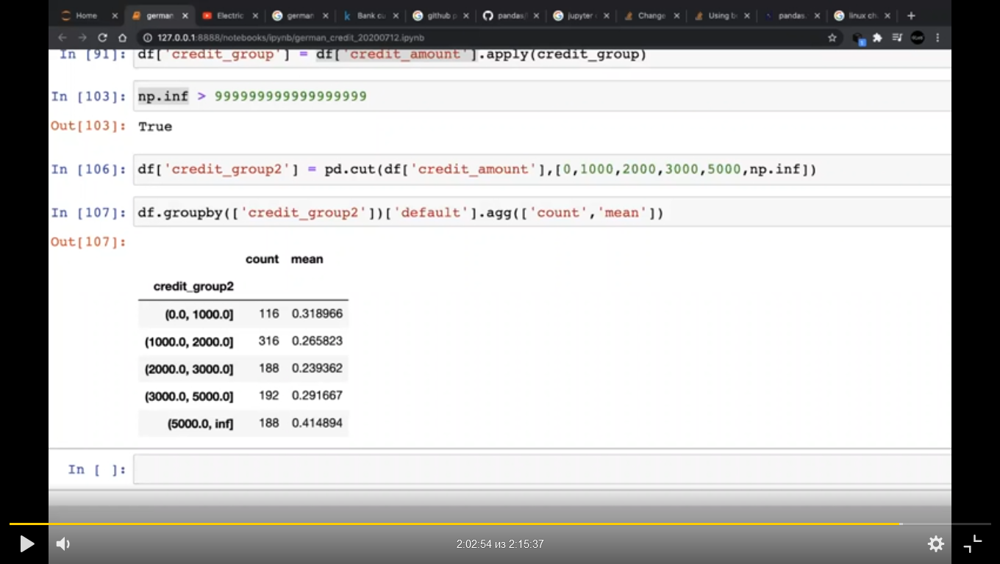 Home german Electric german Bank cu github p pandas/ jupyter Change Using b pandas. linux ch
127.0.0.1:8888/notebooks/ipynb/german_credit_20200712.ipynb
In [91]: df['credit_group'] = df['credit_amount'].apply(credit_group)
In [103]: np.inf > 999999999999999999
Out[103]: True
In [106]: df['credit_group2'] = pd.cut(df['credit_amount'],[0,1000,2000,3000,5000,np.inf])
In [107]: df.groupby(['credit_group2'])['default'].agg(['count','mean'])
Out[107]:
count mean
credit_group2
(0.0, 1000.0] 116 0.318966
(1000.0, 2000.0] 316 0.265823
(2000.0, 3000.0] 188 0.239362
(3000.0, 5000.0] 192 0.291667
(5000.0, inf] 188 0.414894
In [ ]:
2:02:54 из 2:15:37